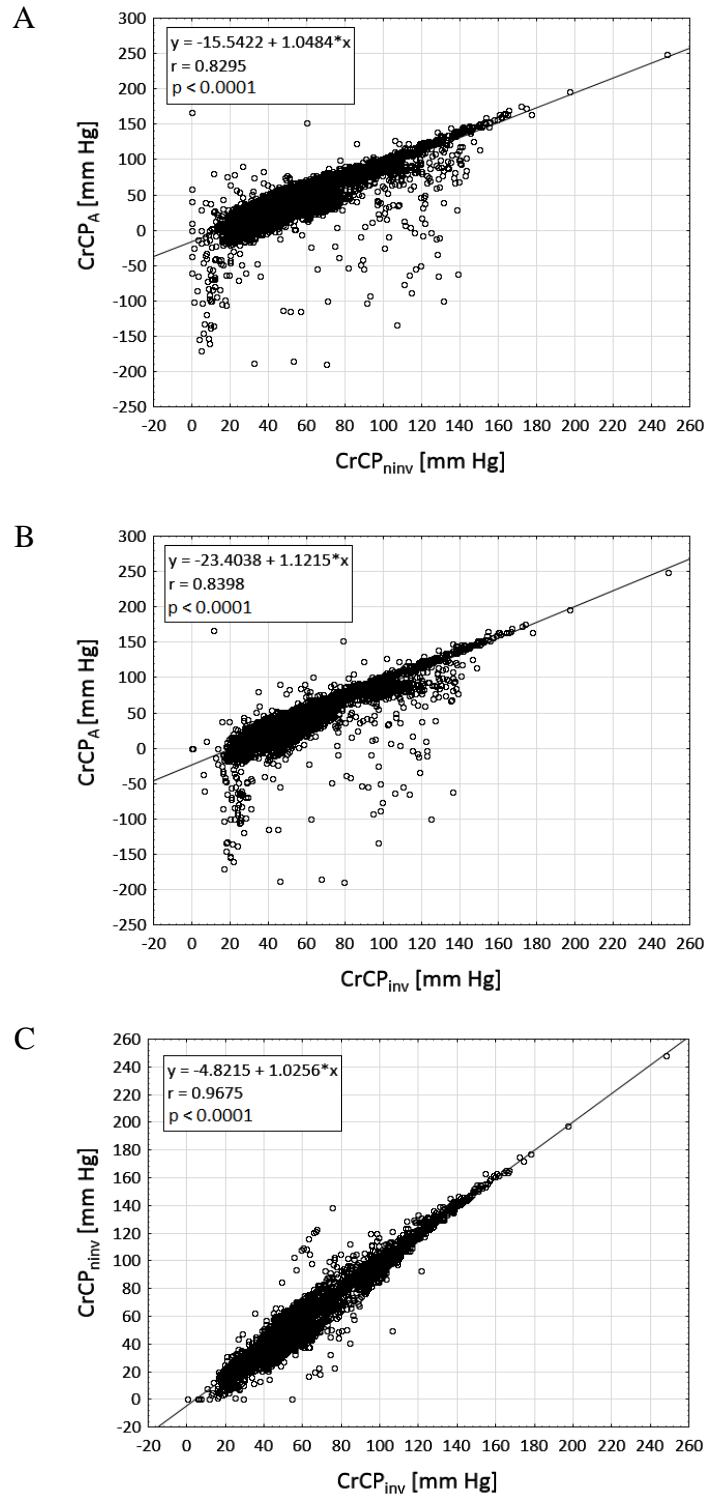 A
300
250
200
150
100
50
0
-50
-100
-150
-200
-250
CrCPA [mm Hg]
y = -15.5422 + 1.0484*x
r = 0.8295
p < 0.0001
-20 0 20 40 60 80 100 120 140 160 180 200 220 240 260
CrCPninv [mm Hg]
B
300
250
200
150
100
50
0
-50
-100
-150
-200
-250
CrCPA [mm Hg]
y = -23.4038 + 1.1215*x
r = 0.8398
p < 0.0001
-20 0 20 40 60 80 100 120 140 160 180 200 220 240 260
CrCPinv [mm Hg]
C
260
240
220
200
180
160
140
120
100
80
60
40
20
0
-20
CrCPninv [mm Hg]
y = -4.8215 + 1.0256*x
r = 0.9675
p < 0.0001
-20 0 20 40 60 80 100 120 140 160 180 200 220 240 260
CrCPinv [mm Hg]